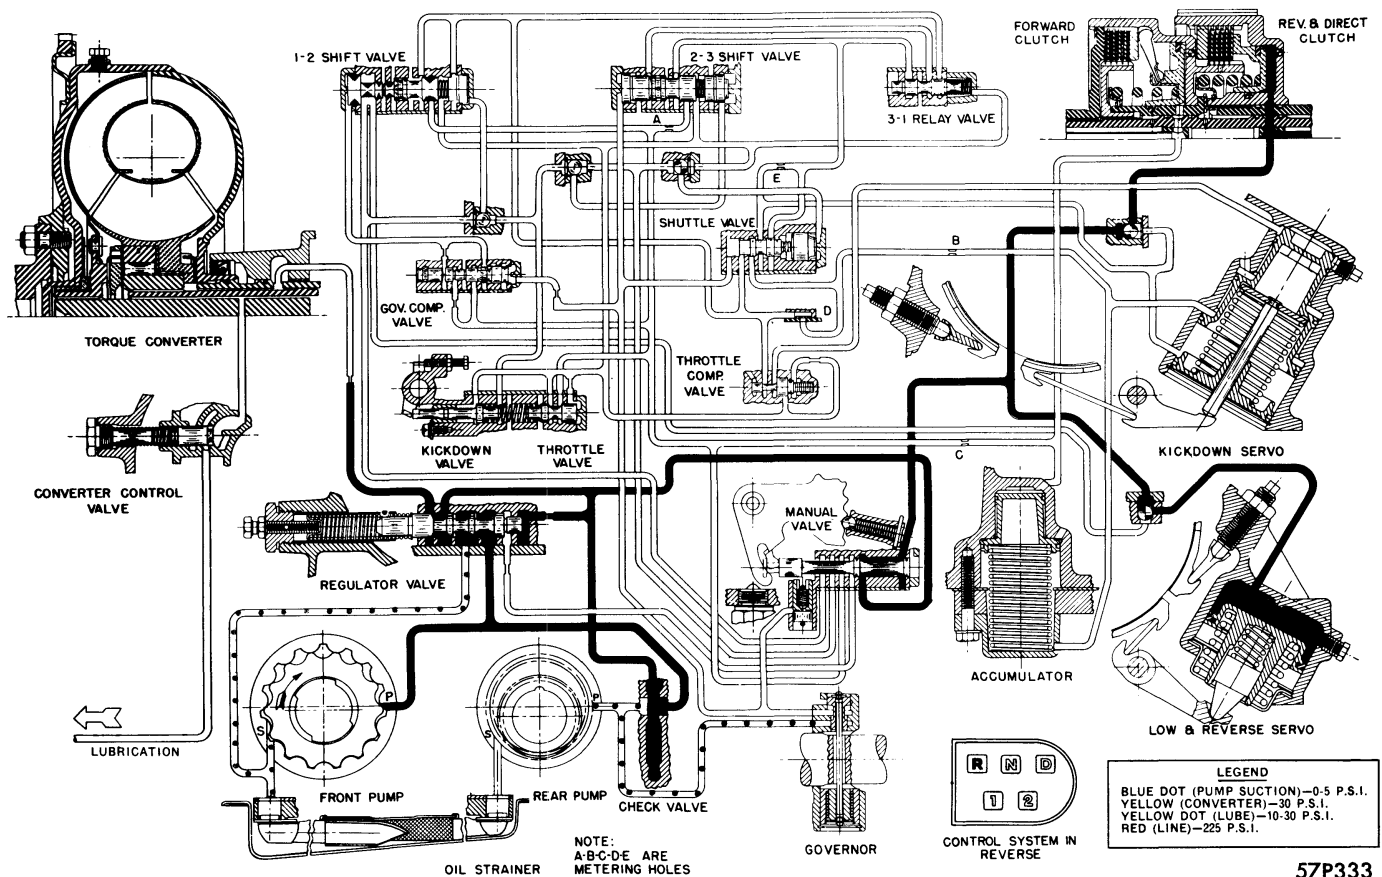 1-2 SHIFT VALVE
2-3 SHIFT VALVE
FORWARD
CLUTCH
REV. & DIRECT
CLUTCH
3-1 RELAY VALVE
A
E
SHUTTLE VALVE
B
GOV. COMP.
VALVE
D
TORQUE CONVERTER
THROTTLE
COMP.
VALVE
KICKDOWN
VALVE
THROTTLE
VALVE
C
KICKDOWN SERVO
CONVERTER CONTROL
VALVE
MANUAL
VALVE
REGULATOR VALVE
ACCUMULATOR
P
S
P
S
LOW & REVERSE SERVO
LUBRICATION
FRONT PUMP
REAR PUMP
CHECK VALVE
R N D
1 2
LEGEND
BLUE DOT (PUMP SUCTION)—0-5 P.S.I.
YELLOW (CONVERTER)—30 P.S.I.
YELLOW DOT (LUBE)—10-30 P.S.I.
RED (LINE)—225 P.S.I.
OIL STRAINER
NOTE:
A-B-C-D-E ARE
METERING HOLES
GOVERNOR
CONTROL SYSTEM IN
REVERSE
57P333